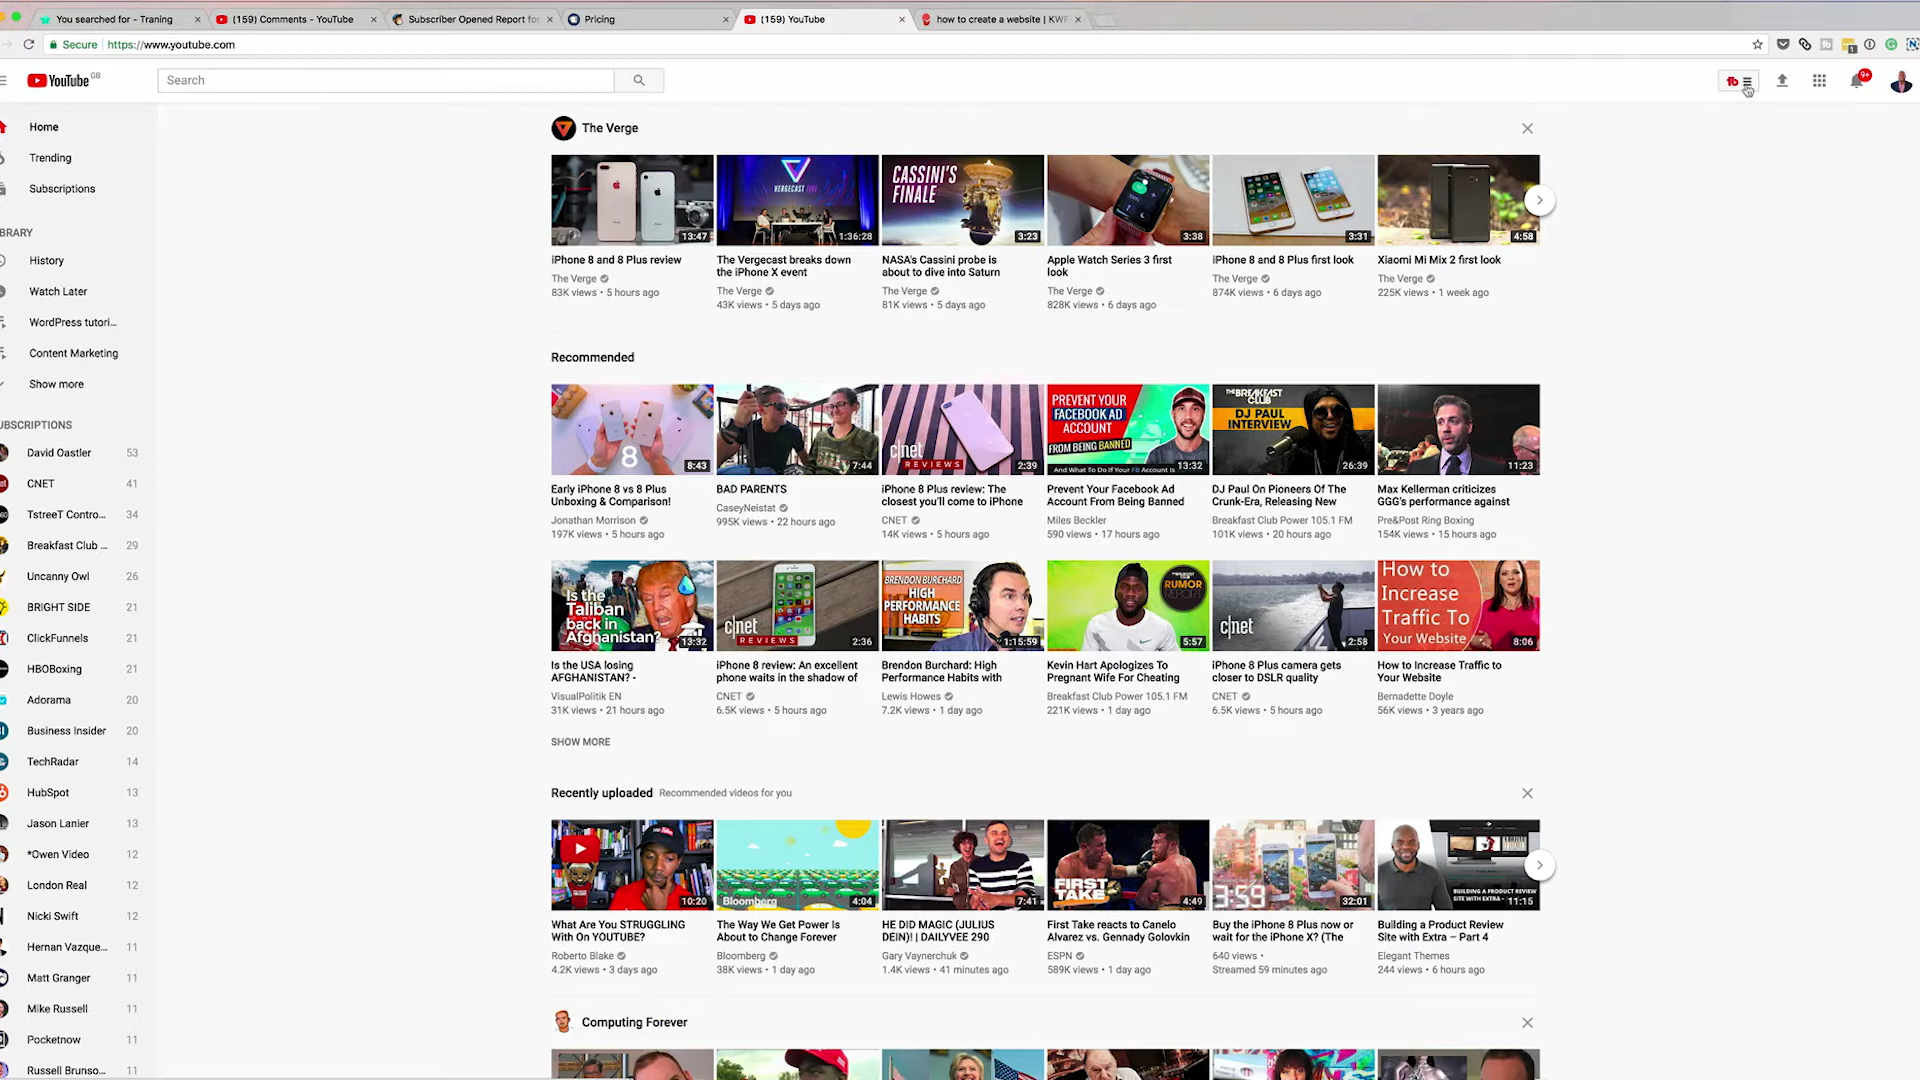 You searched for - Traning
(159) Comments - YouTube
Subscriber Opened Report for
Pricing
(159) YouTube
how to create a website | KWF
Secure
https://www.youtube.com
YouTube GB
Search
9+
Home
Trending
Subscriptions
BRARY
History
Watch Later
WordPress tutori...
Content Marketing
Show more
UBSCRIPTIONS
David Oastler 53
CNET 41
TstreeT Contro... 34
Breakfast Club ... 29
Uncanny Owl 26
BRIGHT SIDE 21
ClickFunnels 21
HBOBoxing 21
Adorama 20
Business Insider 20
TechRadar 14
HubSpot 13
Jason Lanier 13
*Owen Video 12
London Real 12
Nicki Swift 12
Hernan Vazque... 11
Matt Granger 11
Mike Russell 11
Pocketnow 11
Russell Brunso... 11
The Verge
13:47
VERGECAST LIVE
1:36:28
CASSINI'S
FINALE
3:23
3:38
3:31
4:58
iPhone 8 and 8 Plus review
The Verge
83K views • 5 hours ago
The Vergecast breaks down
the iPhone X event
The Verge
43K views • 5 days ago
NASA's Cassini probe is
about to dive into Saturn
The Verge
81K views • 5 days ago
Apple Watch Series 3 first
look
The Verge
828K views • 6 days ago
iPhone 8 and 8 Plus first look
The Verge
874K views • 6 days ago
Xiaomi Mi Mix 2 first look
The Verge
225K views • 1 week ago
Recommended
8
8:43
7:44
c|net
REVIEWS
2:39
PREVENT YOUR
FACEBOOK AD
ACCOUNT
FROM BEING BANNED
And What To Do If Your FB Account Is
13:32
THE BREAKFAST
CLUB
DJ PAUL
INTERVIEW
26:39
11:23
Early iPhone 8 vs 8 Plus
Unboxing & Comparison!
Jonathan Morrison
197K views • 5 hours ago
BAD PARENTS
CaseyNeistat
995K views • 22 hours ago
iPhone 8 Plus review: The
closest you'll come to iPhone
CNET
14K views • 5 hours ago
Prevent Your Facebook Ad
Account From Being Banned
Miles Beckler
590 views • 17 hours ago
DJ Paul On Pioneers Of The
Crunk-Era, Releasing New
Breakfast Club Power 105.1 FM
101K views • 20 hours ago
Max Kellerman criticizes
GGG's performance against
Pre&Post Ring Boxing
154K views • 15 hours ago
Is the
Taliban
back in
Afghanistan?
13:32
c|net
REVIEWS
2:36
BRENDON BURCHARD:
HIGH
PERFORMANCE
HABITS
1:15:59
RUMOR
REPORT
5:57
c|net
2:58
How to
Increase
Traffic To
Your Website
8:06
Is the USA losing
AFGHANISTAN? -
VisualPolitik EN
31K views • 21 hours ago
iPhone 8 review: An excellent
phone waits in the shadow of
CNET
6.5K views • 5 hours ago
Brendon Burchard: High
Performance Habits with
Lewis Howes
7.2K views • 1 day ago
Kevin Hart Apologizes To
Pregnant Wife For Cheating
Breakfast Club Power 105.1 FM
221K views • 1 day ago
iPhone 8 Plus camera gets
closer to DSLR quality
CNET
6.5K views • 5 hours ago
How to Increase Traffic to
Your Website
Bernadette Doyle
56K views • 3 years ago
SHOW MORE
Recently uploaded Recommended videos for you
10:20
Bloomberg
4:04
7:41
FIRST
TAKE
4:49
3:59
32:01
BUILDING A PRODUCT REVIEW
SITE WITH EXTRA –
11:15
What Are You STRUGGLING
With On YOUTUBE?
Roberto Blake
4.2K views • 3 days ago
The Way We Get Power Is
About to Change Forever
Bloomberg
38K views • 1 day ago
HE DID MAGIC (JULIUS
DEIN)! | DAILYVEE 290
Gary Vaynerchuk
1.4K views • 41 minutes ago
First Take reacts to Canelo
Alvarez vs. Gennady Golovkin
ESPN
589K views • 1 day ago
Buy the iPhone 8 Plus now or
wait for the iPhone X? (The
640 views •
Streamed 59 minutes ago
Building a Product Review
Site with Extra – Part 4
Elegant Themes
244 views • 6 hours ago
Computing Forever